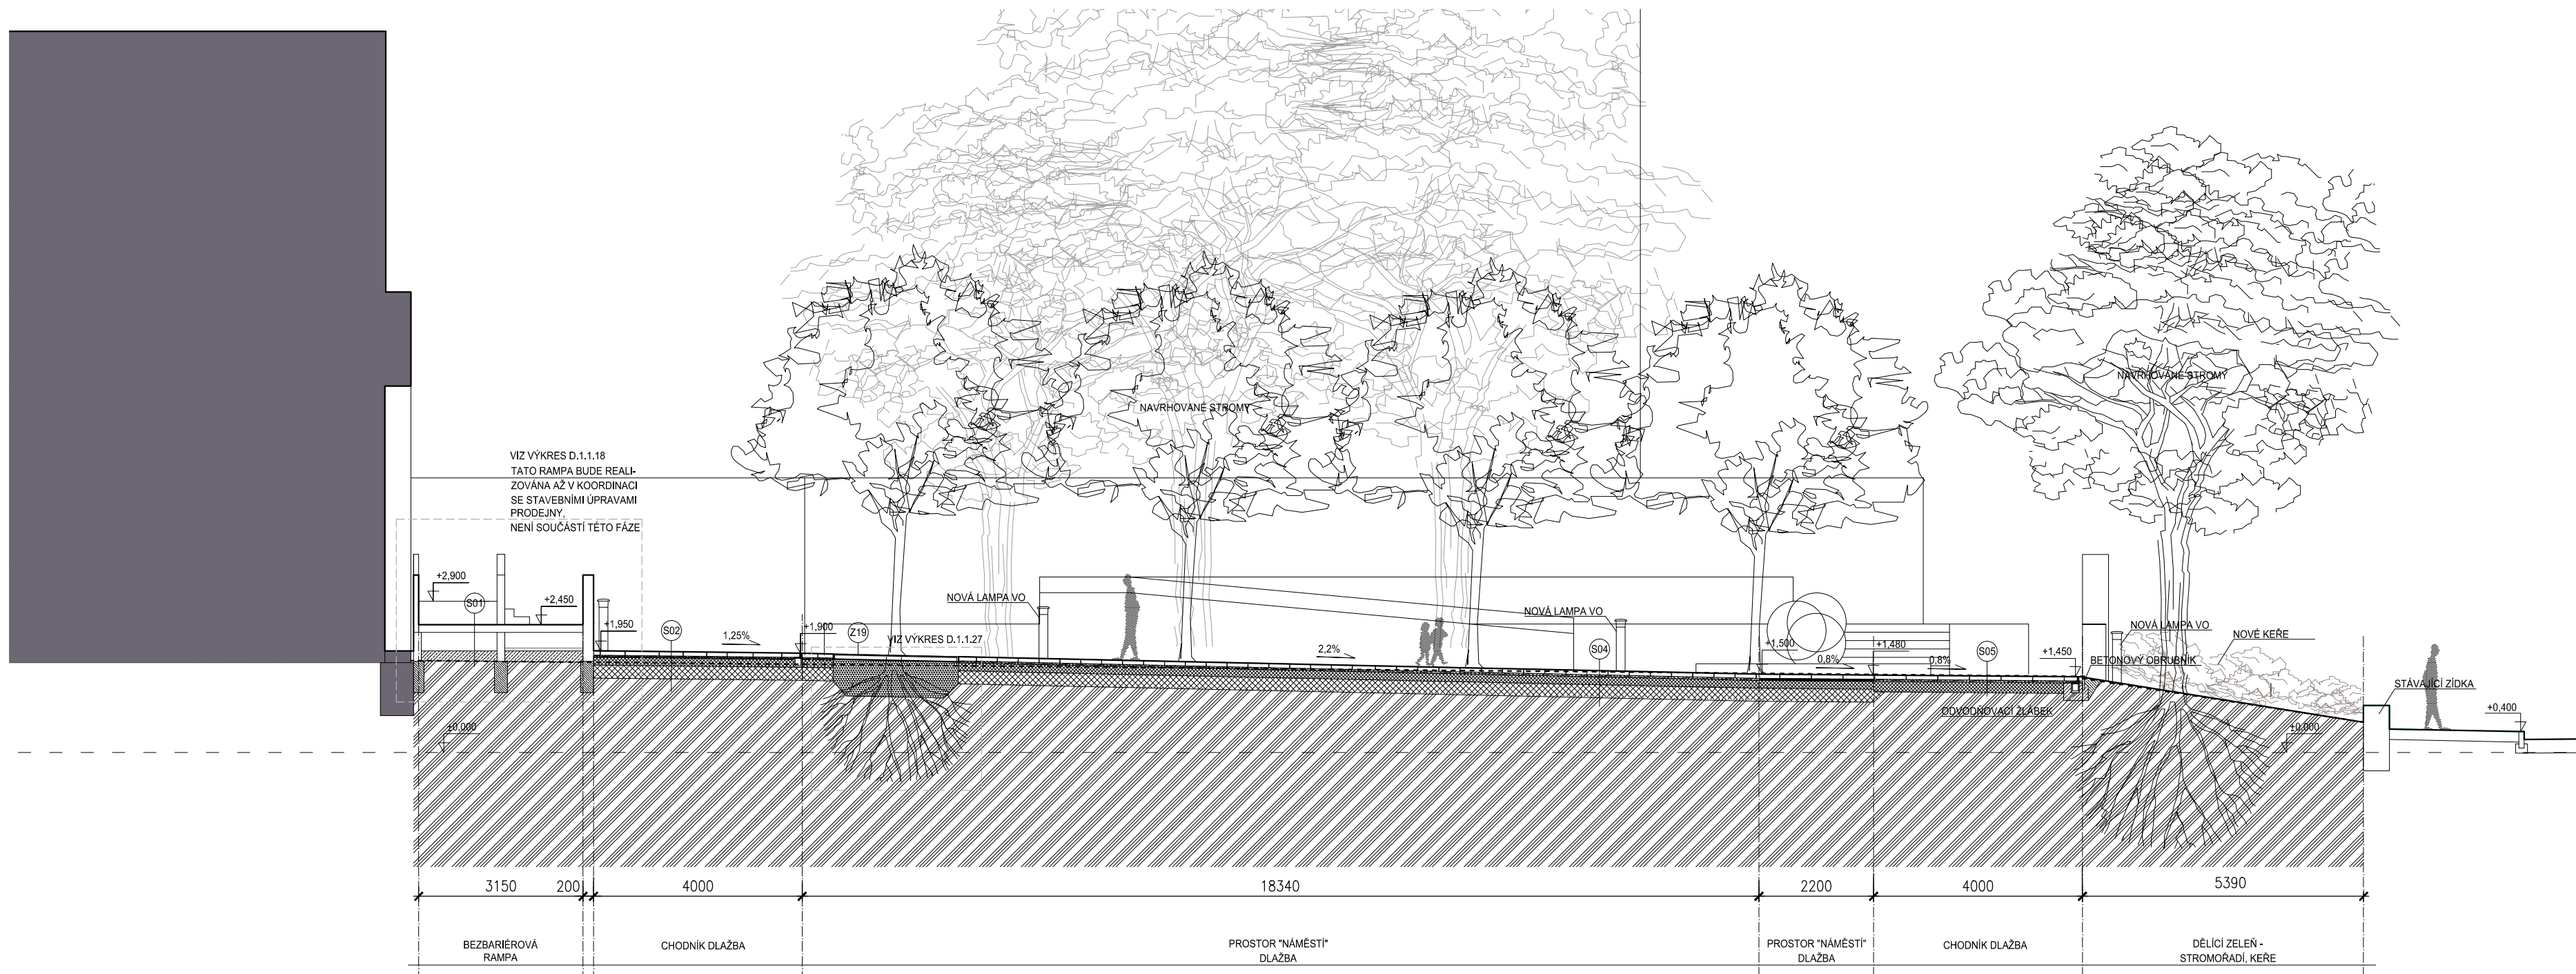 VIZ VÝKRES D.1.1.18
TATO RAMPA BUDE REALI-
ZOVÁNA AŽ V KOORDINACI
SE STAVEBNÍMI ÚPRAVAMI
PRODEJNY,
NENÍ SOUČÁSTÍ TÉTO FÁZE
NAVRHOVANÉ STROMY
NAVRHOVANÉ STROMY
+2,900
S01
+2,450
+1,950
S02
1,25%
+1,900
Z19
VIZ VÝKRES D.1.1.27
NOVÁ LAMPA VO
2,2%
NOVÁ LAMPA VO
S04
+1,500
0,8%
+1,480
0,8%
S05
+1,450
NOVÁ LAMPA VO
NOVÉ KEŘE
BETONOVÝ OBRUBNÍK
ODVODŇOVACÍ ŽLÁBEK
STÁVAJÍCÍ ZÍDKA
+0,400
±0,000
±0,000
3150
200
4000
18340
2200
4000
5390
BEZBARIÉROVÁ
RAMPA
CHODNÍK DLAŽBA
PROSTOR "NÁMĚSTÍ"
DLAŽBA
PROSTOR "NÁMĚSTÍ"
DLAŽBA
CHODNÍK DLAŽBA
DĚLÍCÍ ZELEŇ -
STROMOŘADÍ, KEŘE